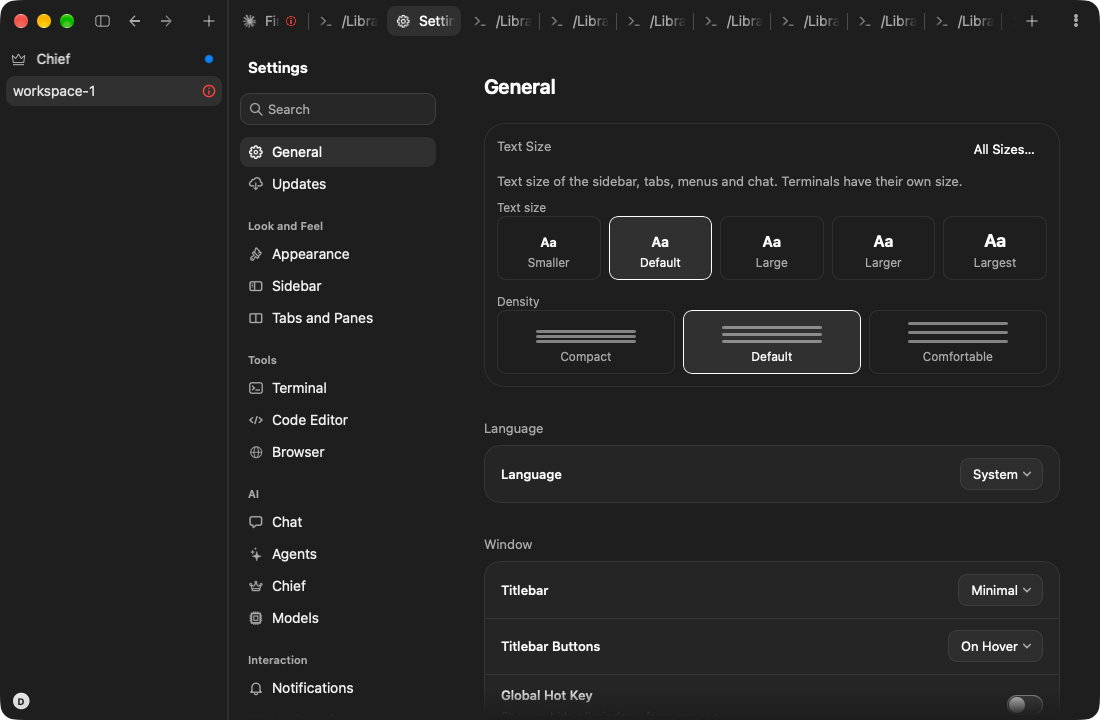 Fi
/Libra
Settin
/Libra
/Libra
/Libra
/Libra
/Libra
/Libra
/Libra
Chief
workspace-1
D
Settings
Search
General
Updates
Look and Feel
Appearance
Sidebar
Tabs and Panes
Tools
Terminal
Code Editor
Browser
AI
Chat
Agents
Chief
Models
Interaction
Notifications
General
Text Size
All Sizes...
Text size of the sidebar, tabs, menus and chat. Terminals have their own size.
Text size
Aa Aa Aa Aa Aa
Smaller Default Large Larger Largest
Density
Compact Default Comfortable
Language
Language System
Window
Titlebar Minimal
Titlebar Buttons On Hover
Global Hot Key